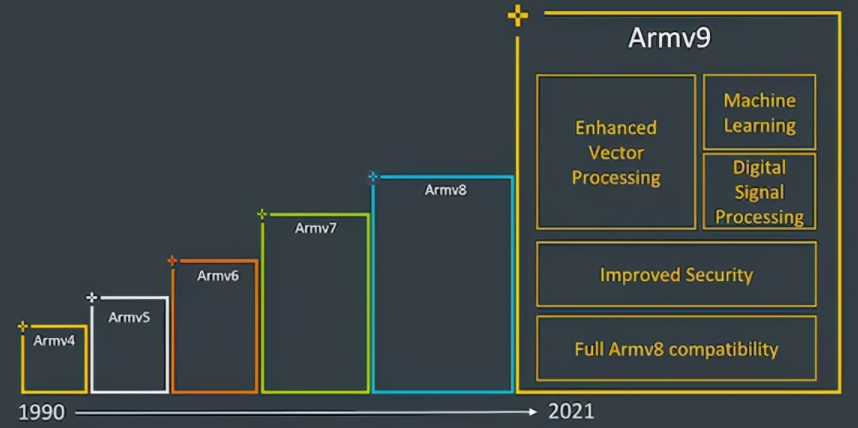 Armv9
Enhanced
Vector
Processing
Machine
Learning
Digital
Signal
Processing
Improved Security
Full Armv8 compatibility
Armv8
Armv7
Armv6
Armv5
Armv4
1990
2021